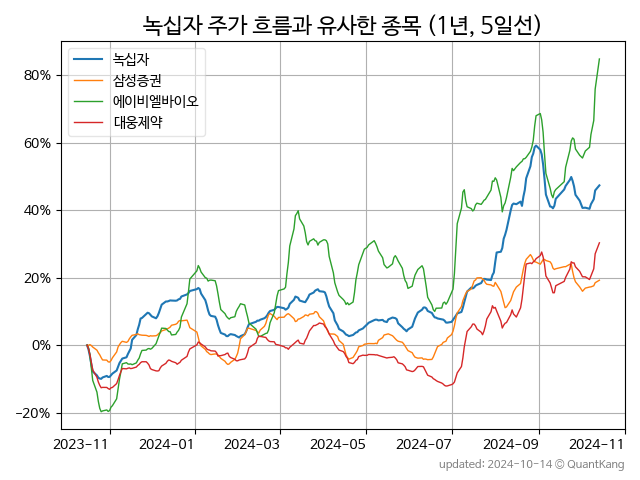 녹십자 주가 흐름과 유사한 종목 (1년, 5일선)
녹십자
삼성증권
에이비엘바이오
대웅제약
80%
60%
40%
20%
0%
−20%
2023−11
2024−01
2024−03
2024−05
2024−07
2024−09
2024−11
updated: 2024-10-14 © QuantKang